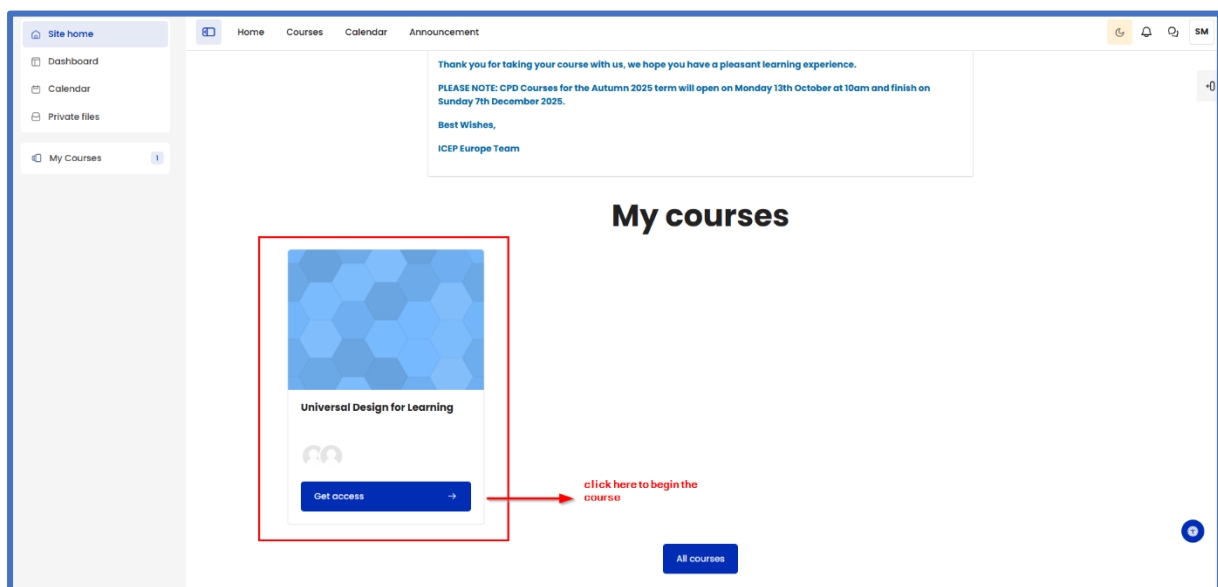 Site home
Home Courses Calendar Announcement
SM
Dashboard
Calendar
Private files
My Courses 1
Thank you for taking your course with us, we hope you have a pleasant learning experience.
PLEASE NOTE: CPD Courses for the Autumn 2025 term will open on Monday 13th October at 10am and finish on
Sunday 7th December 2025.
Best Wishes,
ICEP Europe Team
My courses
Universal Design for Learning
Get access
click here to begin the
course
All courses